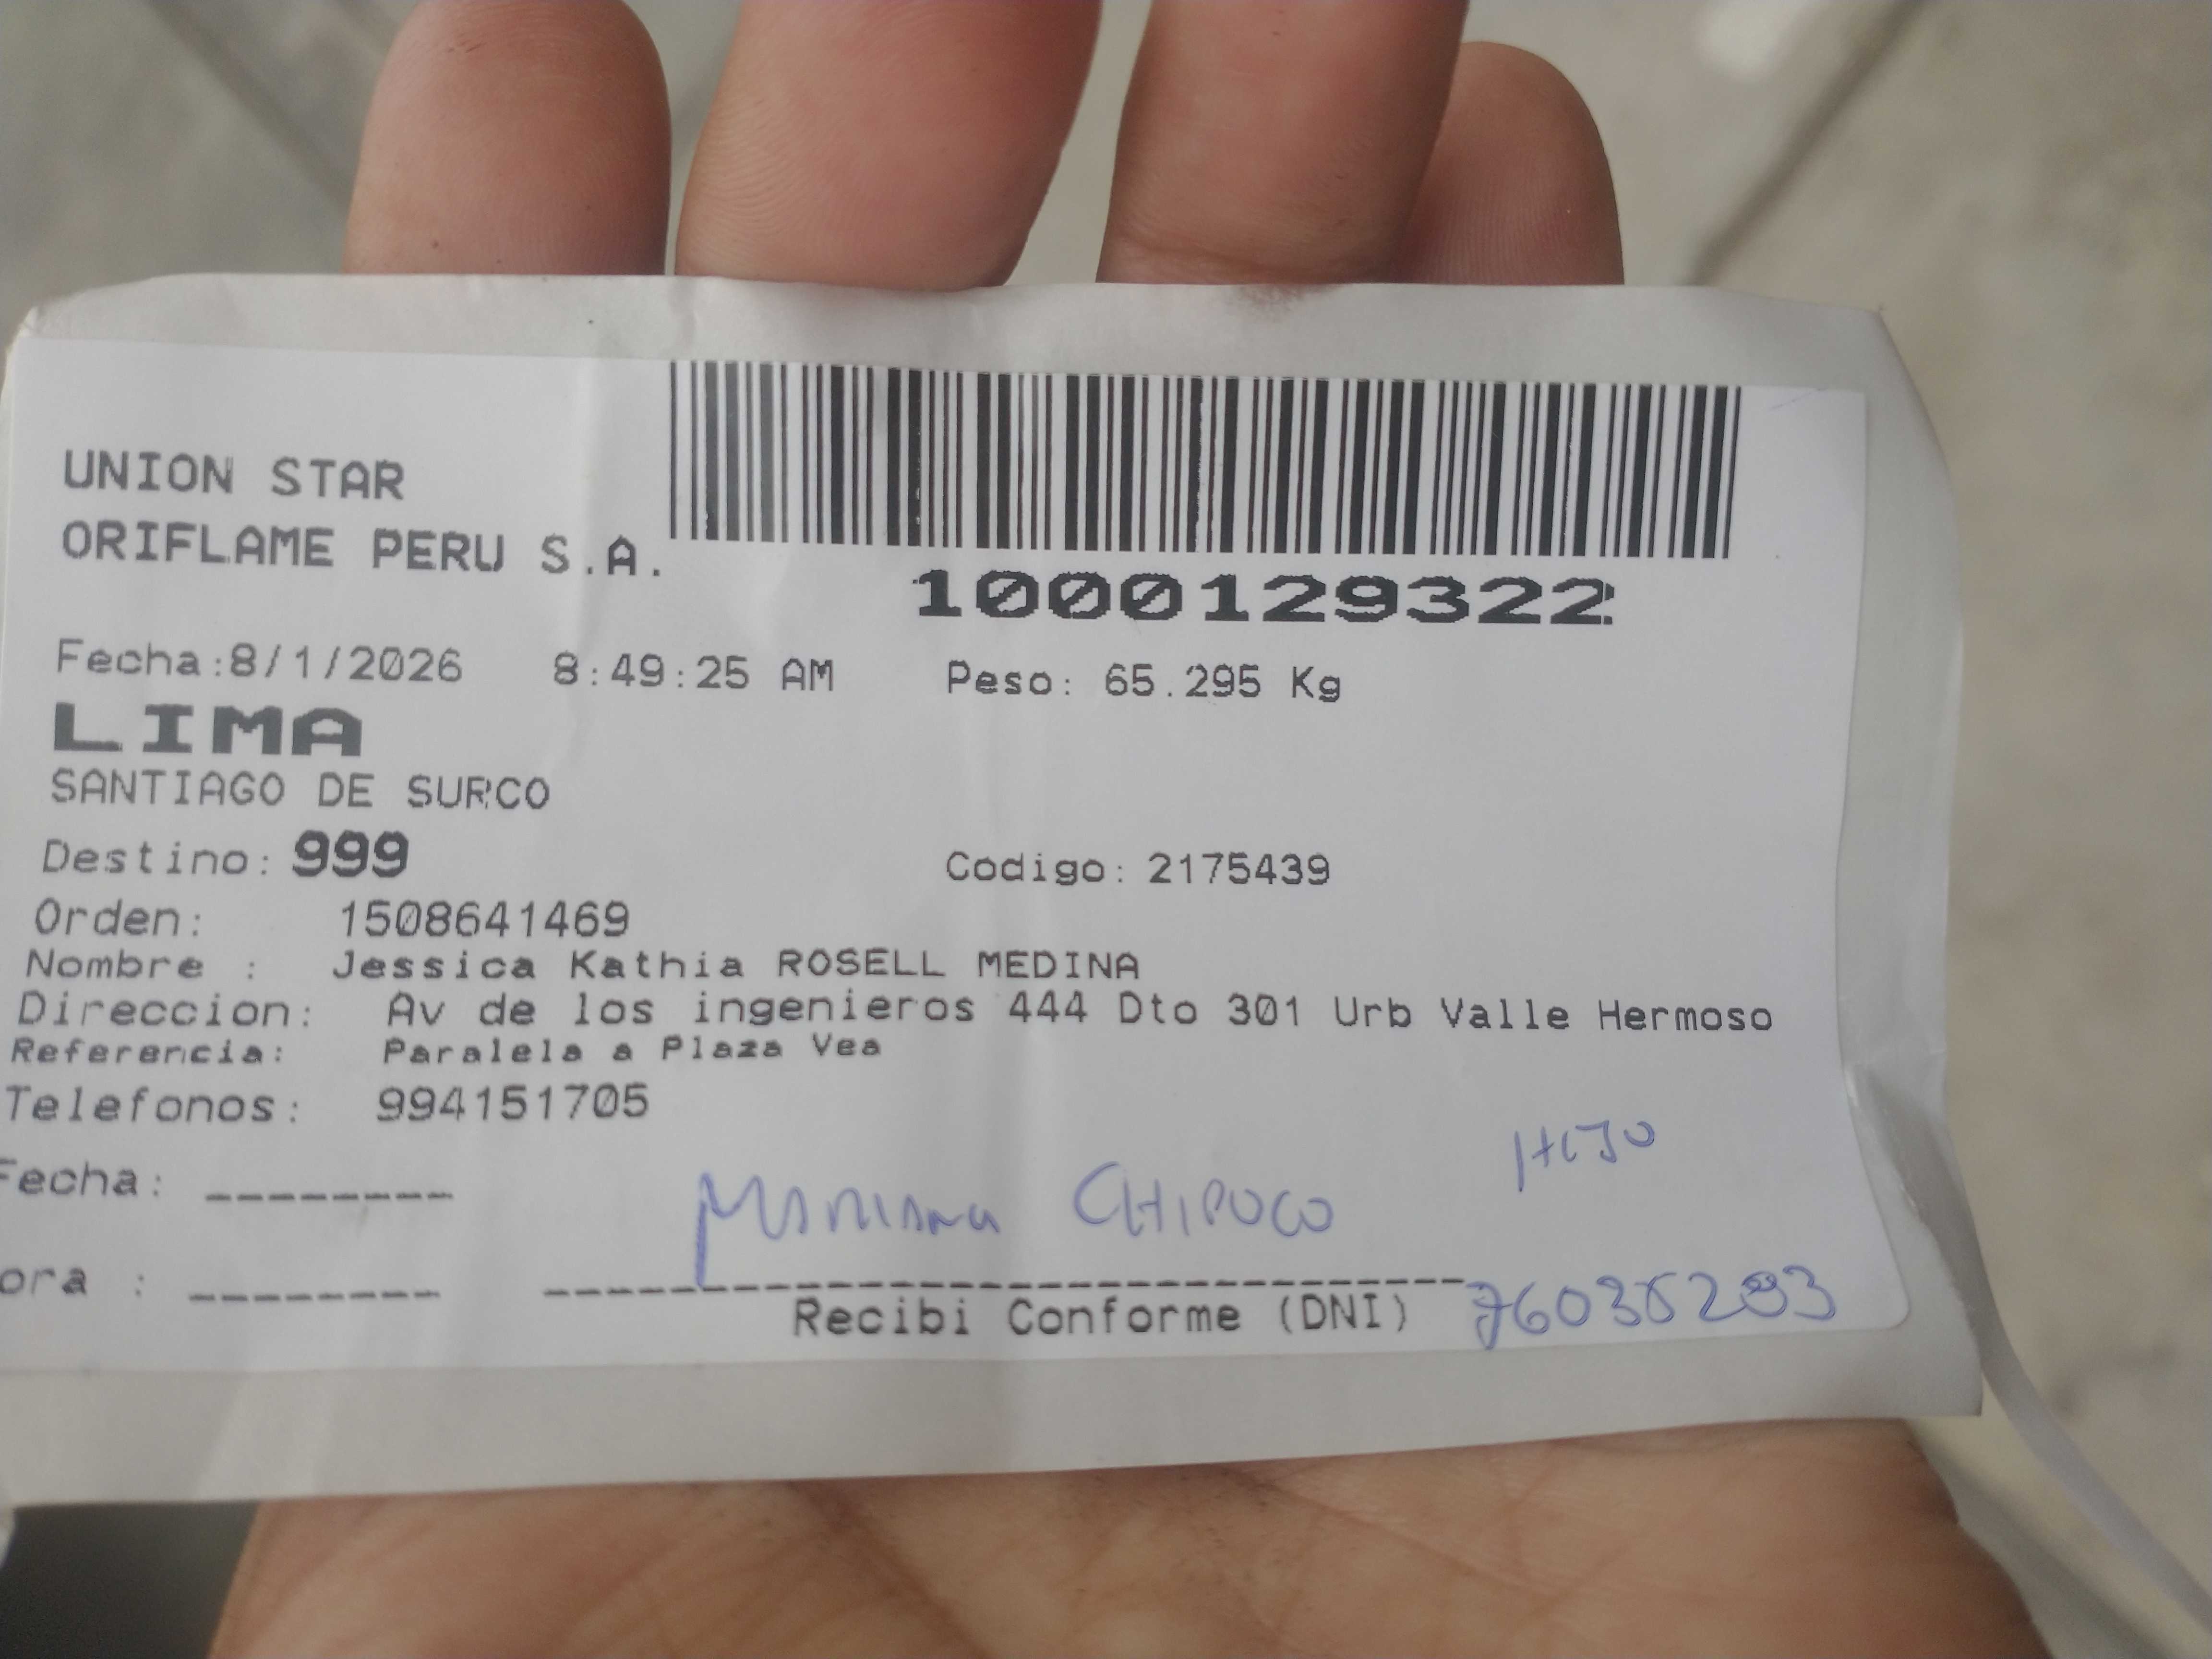 UNION STAR
ORIFLAME PERU S.A.
1000129322
Fecha:8/1/2026 8:49:25 AM Peso: 65.295 Kg
LIMA
SANTIAGO DE SURCO
Destino: 999 Codigo: 2175439
Orden: 1508641469
Nombre : Jessica Kathia ROSELL MEDINA
Direccion: Av de los ingenieros 444 Dto 301 Urb Valle Hermoso
Referencia: Paralela a Plaza Vea
Telefonos: 994151705
HIJO
Fecha: --------
Mariana CHIPOCO
ora : --------
Recibi Conforme (DNI)